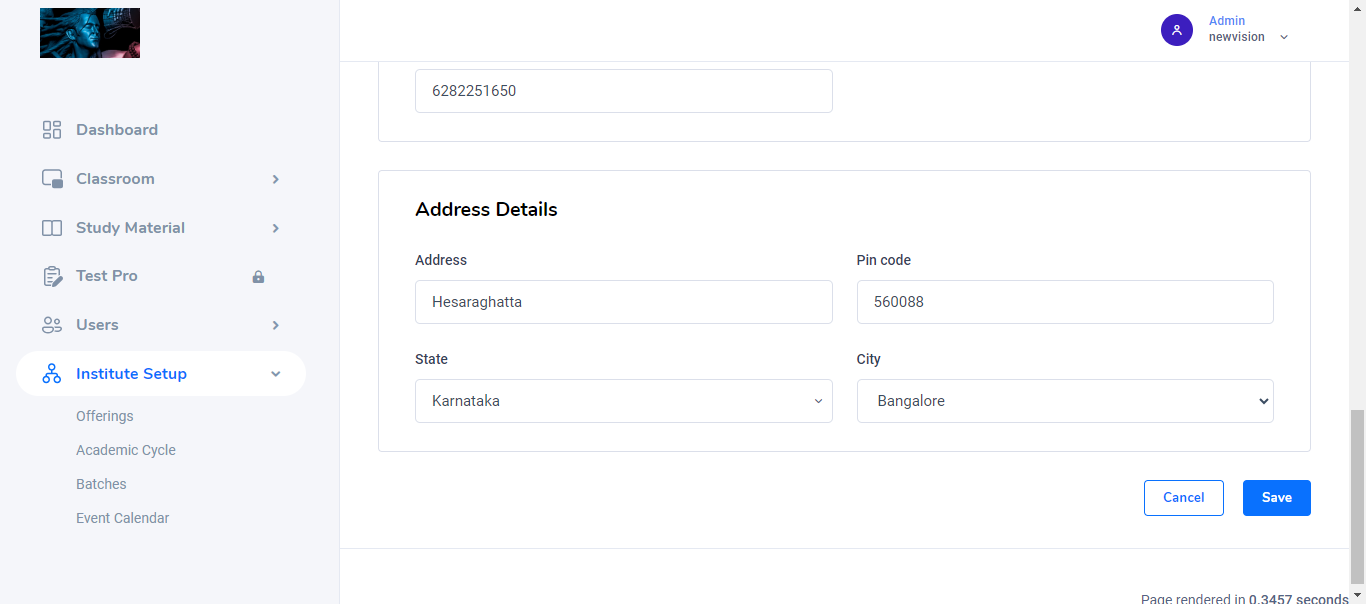 Admin
newvision
Dashboard
Classroom
Study Material
Test Pro
Users
Institute Setup
Offerings
Academic Cycle
Batches
Event Calendar
6282251650
Address Details
Address
Pin code
Hesaraghatta
560088
State
City
Karnataka
Bangalore
Cancel
Save
Page rendered in 0.3457 seconds